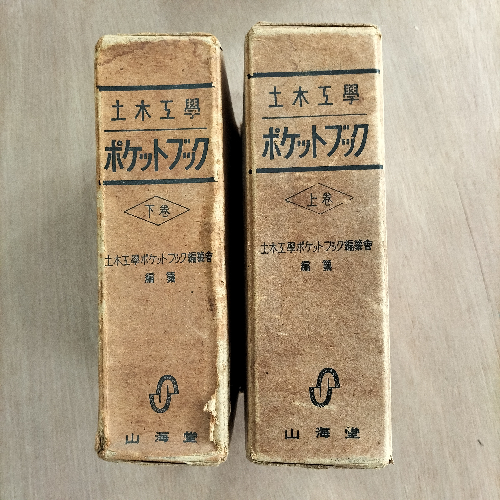 土木工學
ポケットブック
下卷
土木工學ポケットブック編纂會
編纂
山海堂
土木工學
ポケットブック
上卷
土木工學ポケットブック編纂會
編纂
山海堂